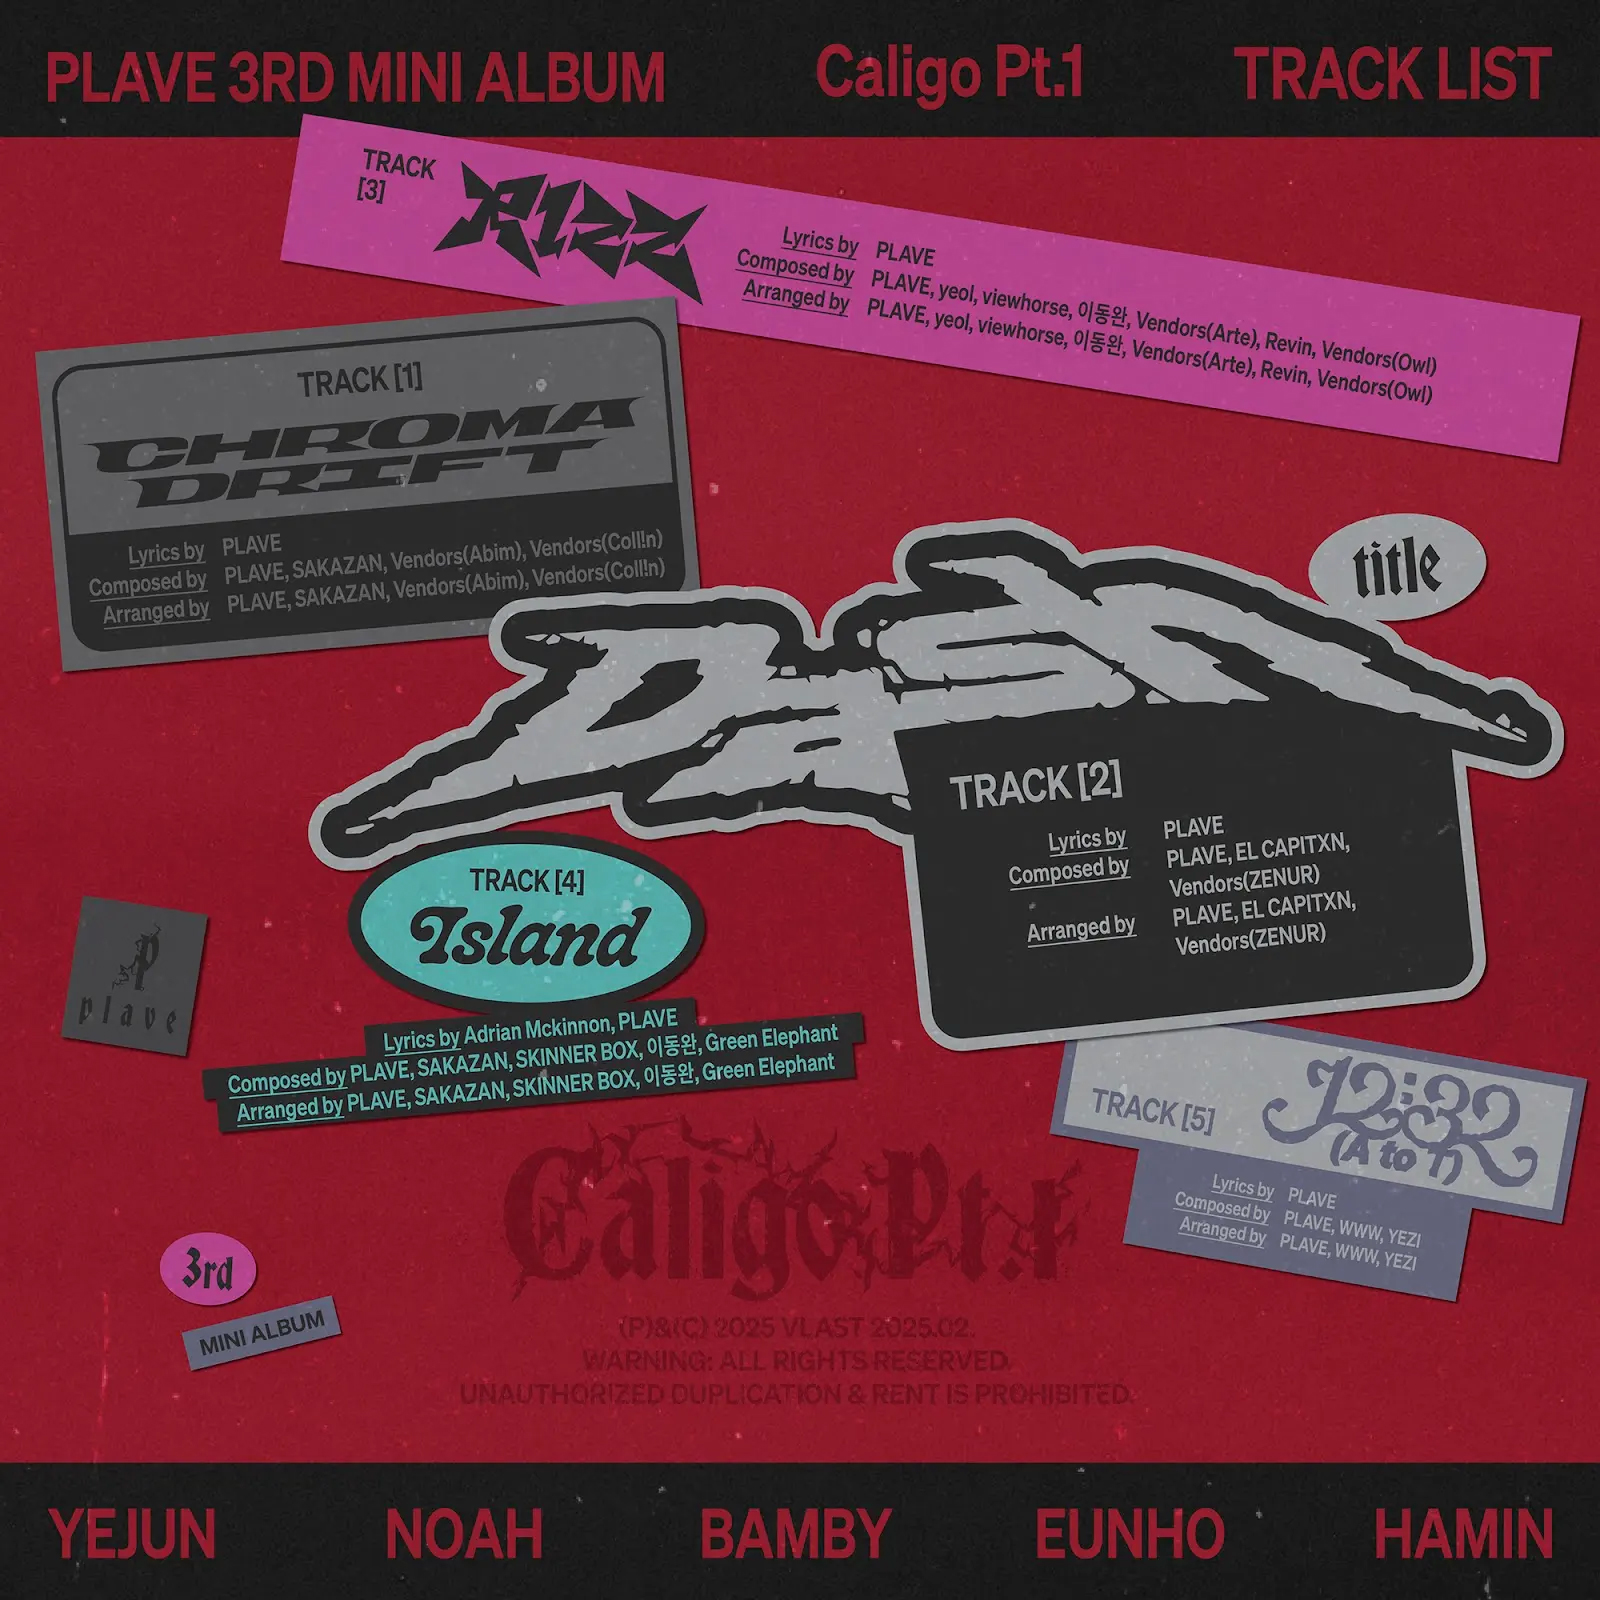 PLAVE 3RD MINI ALBUM
Caligo Pt.1
TRACK LIST
TRACK
[3]
R1ZZ
Lyrics by PLAVE
Composed by PLAVE, yeol, viewhorse, 이동완, Vendors(Arte), Revin, Vendors(Owl)
Arranged by PLAVE, yeol, viewhorse, 이동완, Vendors(Arte), Revin, Vendors(Owl)
TRACK [1]
CHROMA
DRIFT
Lyrics by PLAVE
Composed by PLAVE, SAKAZAN, Vendors(Abim), Vendors(Coll!n)
Arranged by PLAVE, SAKAZAN, Vendors(Abim), Vendors(Coll!n)
title
Dash
TRACK [2]
Lyrics by PLAVE
Composed by PLAVE, EL CAPITXN,
Vendors(ZENUR)
Arranged by PLAVE, EL CAPITXN,
Vendors(ZENUR)
TRACK [4]
Island
Lyrics by Adrian Mckinnon, PLAVE
Composed by PLAVE, SAKAZAN, SKINNER BOX, 이동완, Green Elephant
Arranged by PLAVE, SAKAZAN, SKINNER BOX, 이동완, Green Elephant
P
plave
TRACK [5]
12:32
(A to T)
Lyrics by PLAVE
Composed by PLAVE, WWW, YEZI
Arranged by PLAVE, WWW, YEZI
Caligo Pt.1
3rd
MINI ALBUM
(P)&(C) 2025 VLAST 2025.02.
WARNING: ALL RIGHTS RESERVED.
UNAUTHORIZED DUPLICATION & RENT IS PROHIBITED.
YEJUN
NOAH
BAMBY
EUNHO
HAMIN